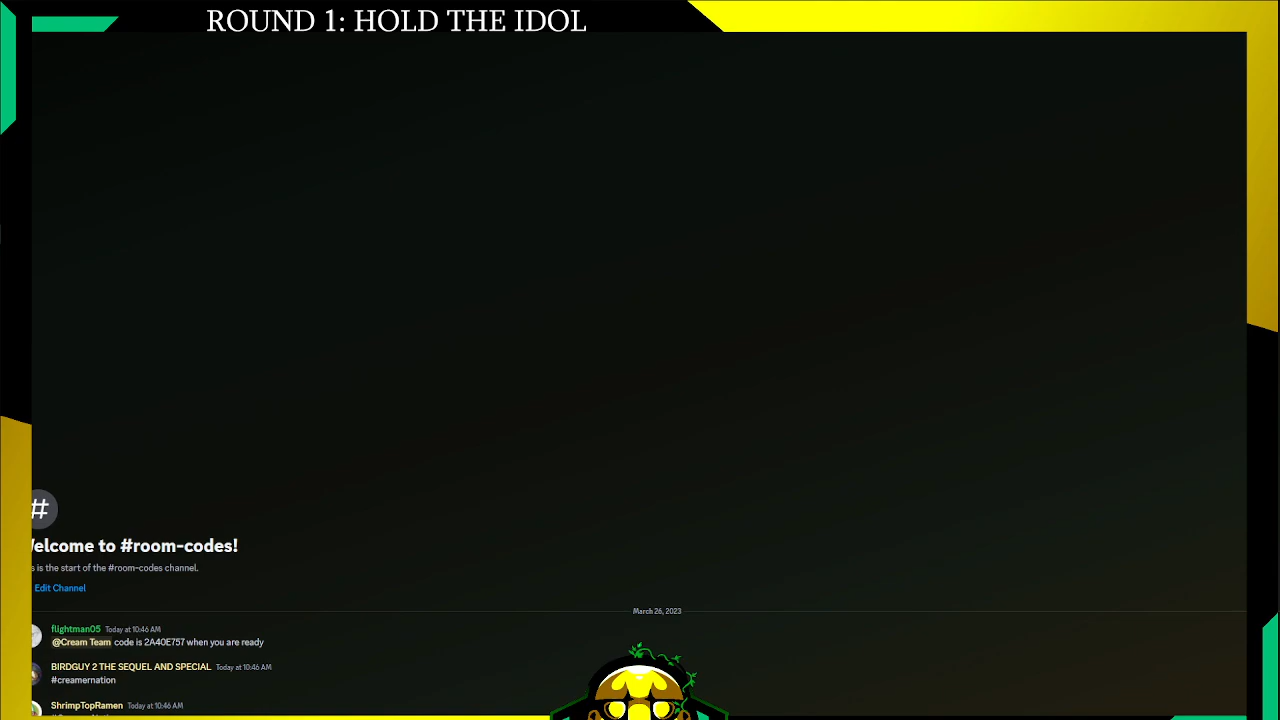 ROUND 1: HOLD THE IDOL
#
elcome to #room-codes!
s is the start of the #room-codes channel.
Edit Channel
March 26, 2023
flightman05 Today at 10:46 AM
@Cream Team code is 2A40E757 when you are ready
BIRDGUY 2 THE SEQUEL AND SPECIAL Today at 10:46 AM
#creamernation
ShrimpTopRamen Today at 10:46 AM